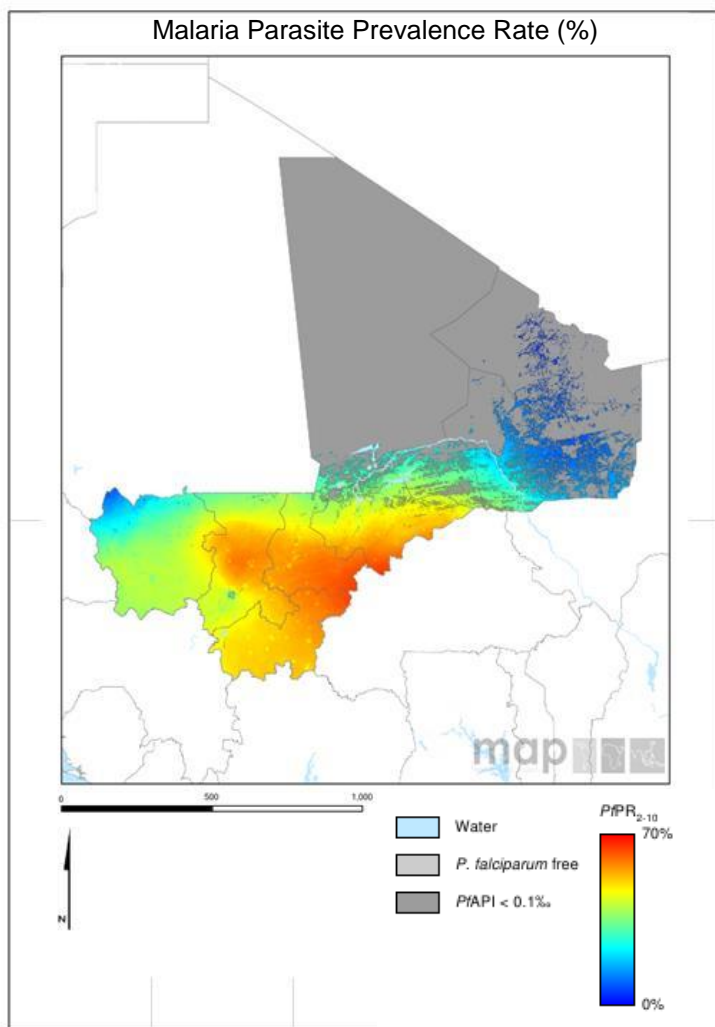 Malaria Parasite Prevalence Rate (%)
map
0 500 1,000
N
Water
P. falciparum free
PfAPI < 0.1‰
PfPR2-10
70%
0%